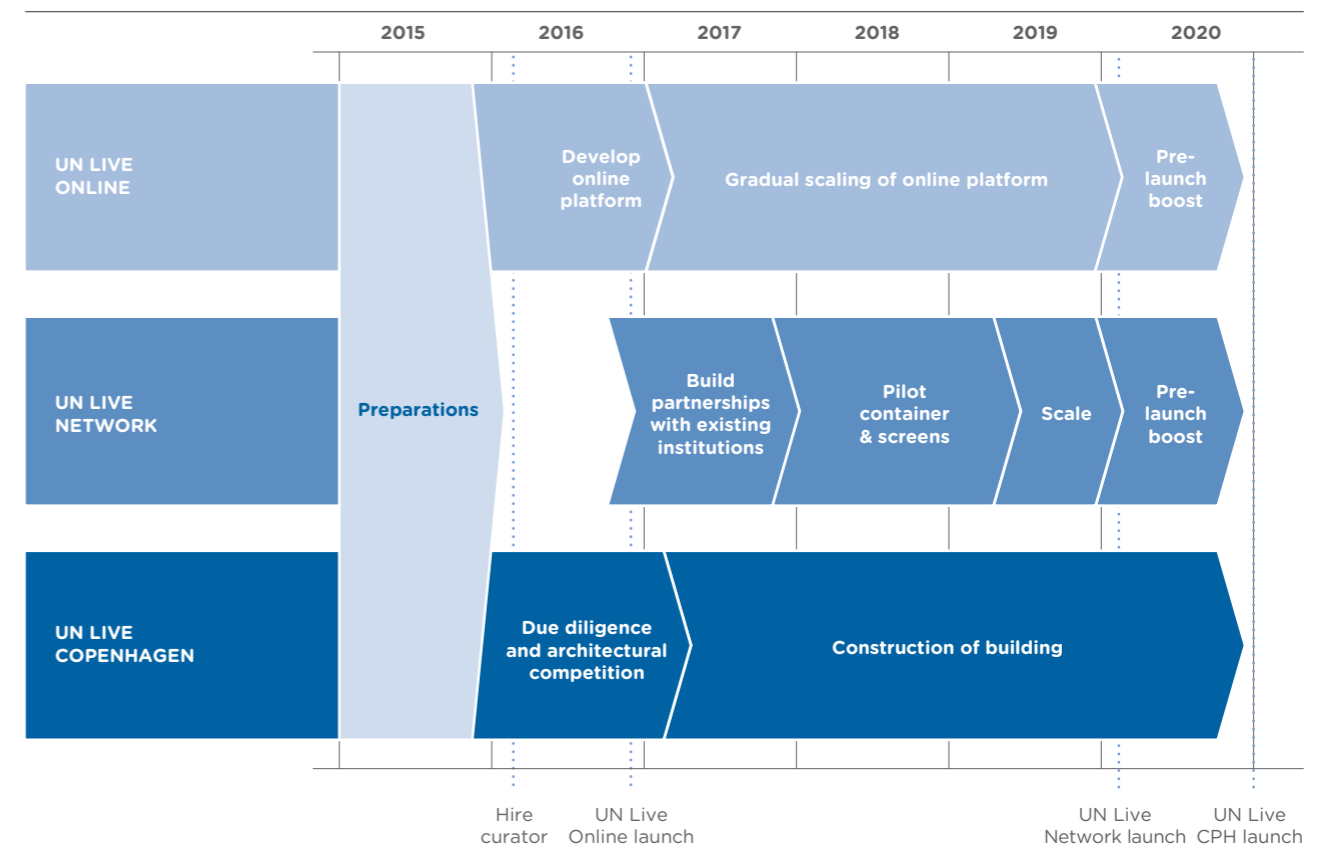 2015 2016 2017 2018 2019 2020
UN LIVE
ONLINE
Develop
online
platform
Gradual scaling of online platform
Pre-
launch
boost
UN LIVE
NETWORK
Preparations
Build
partnerships
with existing
institutions
Pilot
container
& screens
Scale
Pre-
launch
boost
UN LIVE
COPENHAGEN
Due diligence
and architectural
competition
Construction of building
Hire
curator
UN Live
Online launch
UN Live
Network launch
UN Live
CPH launch